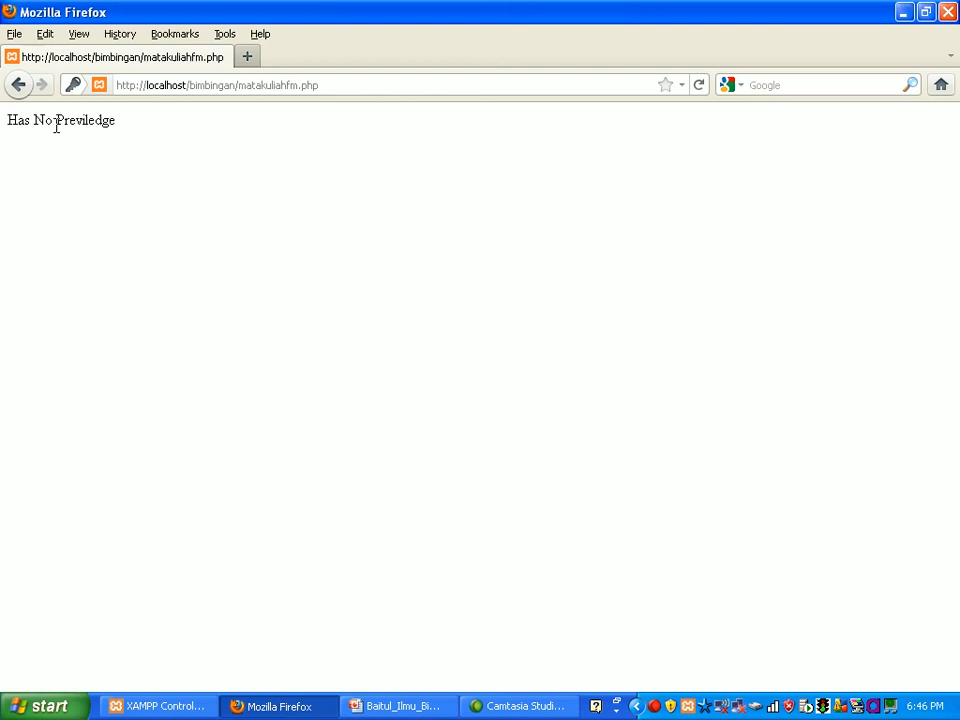 Mozilla Firefox
File Edit View History Bookmarks Tools Help
http://localhost/bimbingan/matakuliahfm.php
http://localhost/bimbingan/matakuliahfm.php
Google
Has No Previledge
start
XAMPP Control...
Mozilla Firefox
Baitul_Ilmu_Bi...
Camtasia Studi...
6:46 PM